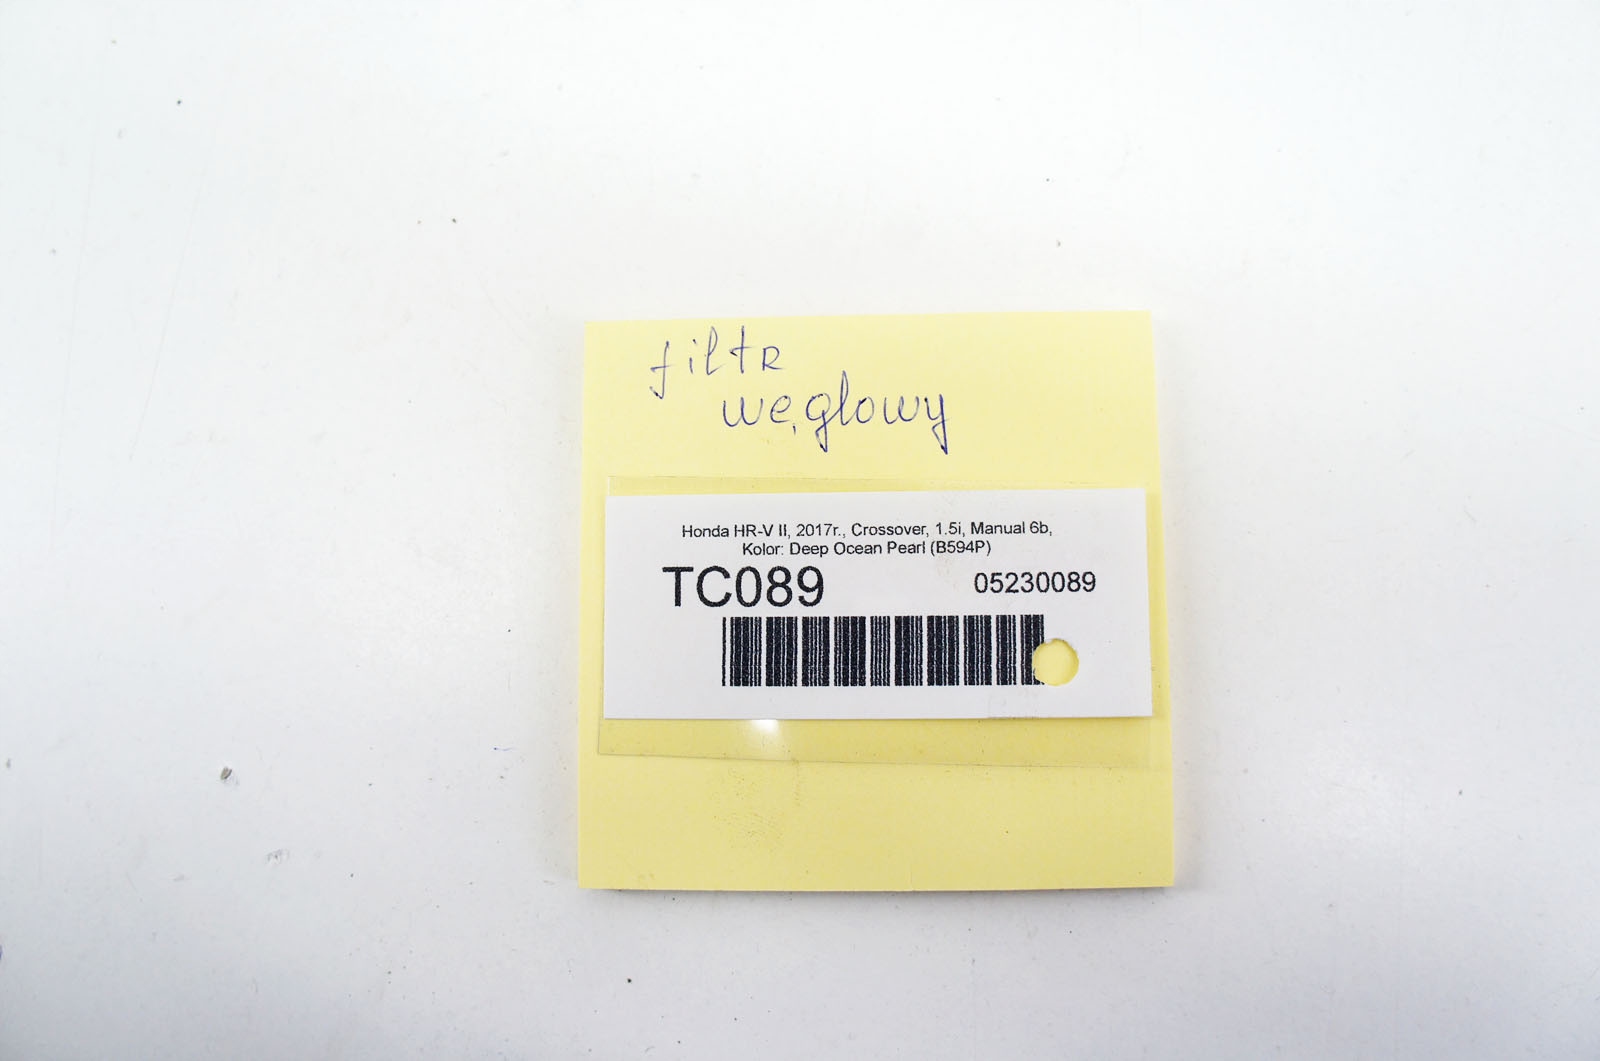 filtr
węglowy
Honda HR-V II, 2017r., Crossover, 1.5i, Manual 6b,
Kolor: Deep Ocean Pearl (B594P)
TC089 05230089